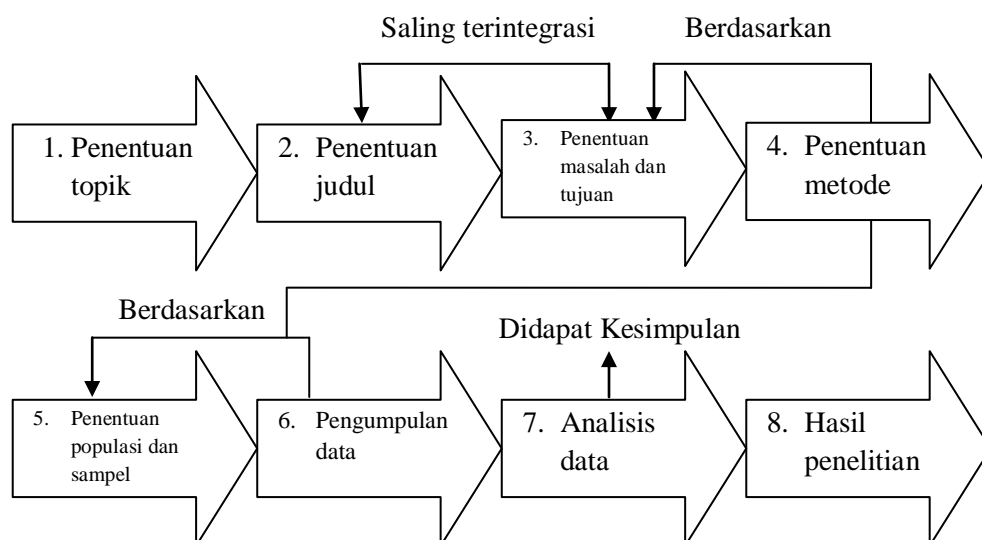 Saling terintegrasi
Berdasarkan
1. Penentuan
topik
2. Penentuan
judul
3. Penentuan
masalah dan
tujuan
4. Penentuan
metode
Berdasarkan
Didapat Kesimpulan
5. Penentuan
populasi dan
sampel
6. Pengumpulan
data
7. Analisis
data
8. Hasil
penelitian